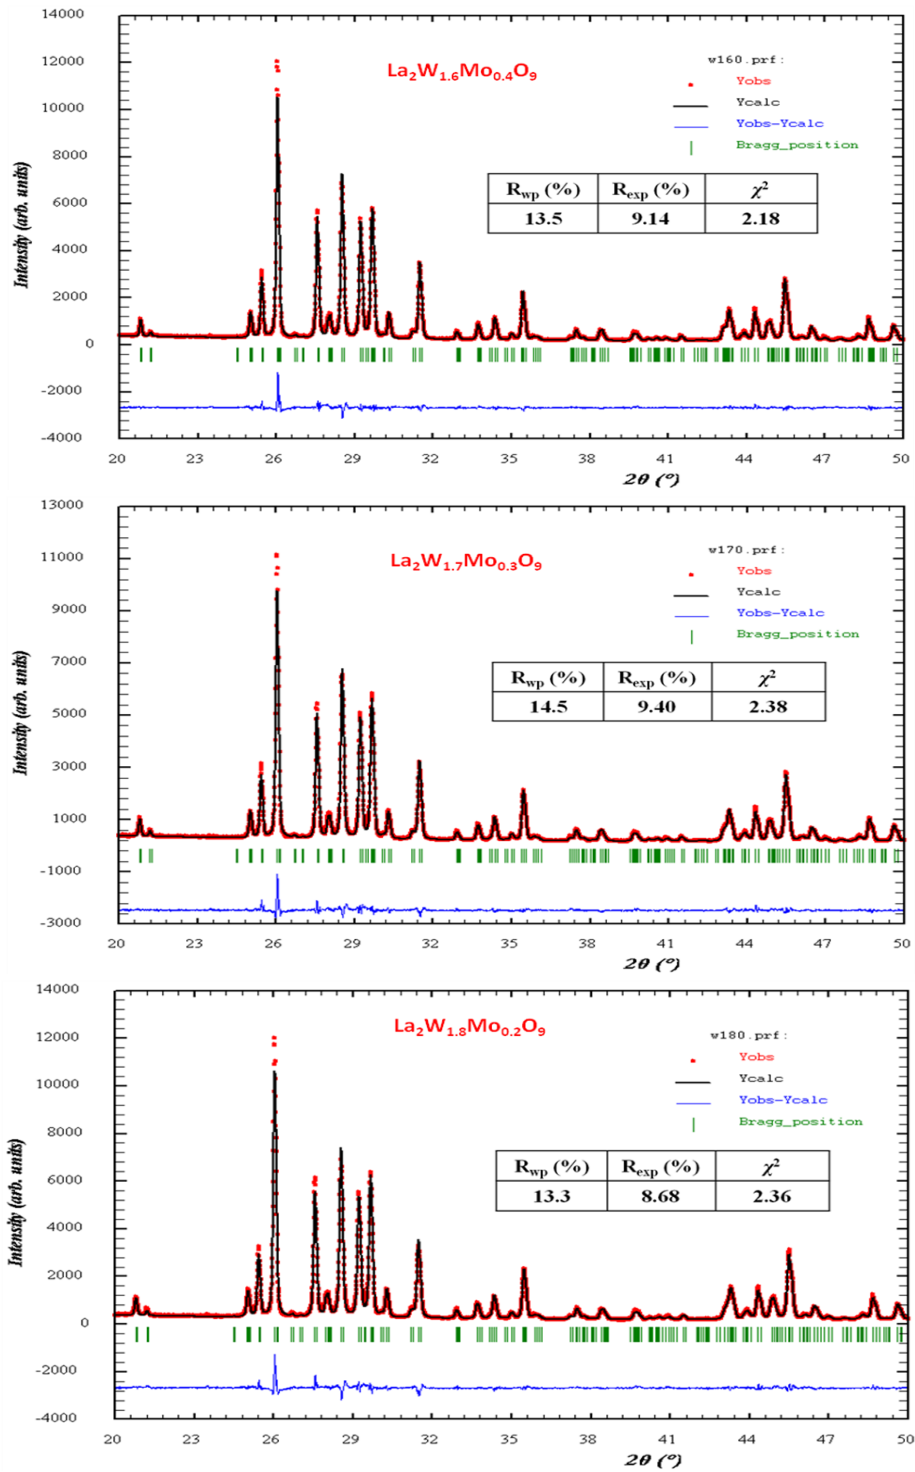 14000
12000
10000
8000
6000
4000
2000
0
-2000
-4000
Intensity (arb. units)
La2W1.6Mo0.4O9
w160.prf:
Yobs
Ycalc
Yobs-Ycalc
Bragg_position
Rwp (%) Rexp (%) χ2
13.5 9.14 2.18
20 23 26 29 32 35 38 41 44 47 50
2θ (°)
13000
11000
9000
7000
5000
3000
1000
-1000
-3000
Intensity (arb. units)
La2W1.7Mo0.3O9
w170.prf:
Yobs
Ycalc
Yobs-Ycalc
Bragg_position
Rwp (%) Rexp (%) χ2
14.5 9.40 2.38
20 23 26 29 32 35 38 41 44 47 50
2θ (°)
14000
12000
10000
8000
6000
4000
2000
0
-2000
-4000
Intensity (arb. units)
La2W1.8Mo0.2O9
w180.prf:
Yobs
Ycalc
Yobs-Ycalc
Bragg_position
Rwp (%) Rexp (%) χ2
13.3 8.68 2.36
20 23 26 29 32 35 38 41 44 47 50
2θ (°)